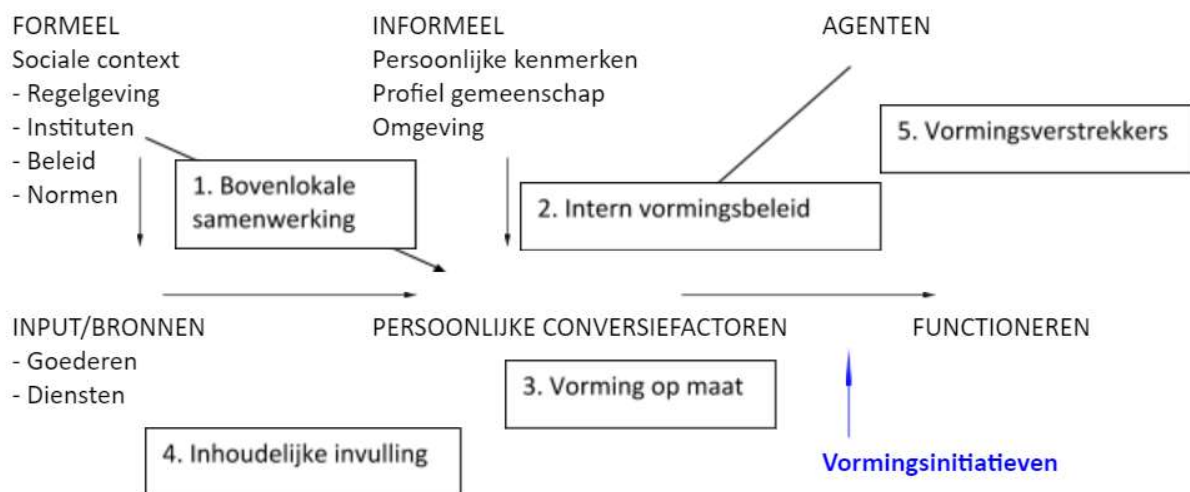 FORMEEL
Sociale context
- Regelgeving
- Instituten
- Beleid
- Normen
INFORMEEL
Persoonlijke kenmerken
Profiel gemeenschap
Omgeving
AGENTEN
5. Vormingsverstrekkers
1. Bovenlokale
samenwerking
2. Intern vormingsbeleid
INPUT/BRONNEN
- Goederen
- Diensten
PERSOONLIJKE CONVERSIEFACTOREN
FUNCTIONEREN
3. Vorming op maat
4. Inhoudelijke invulling
Vormingsinitiatieven